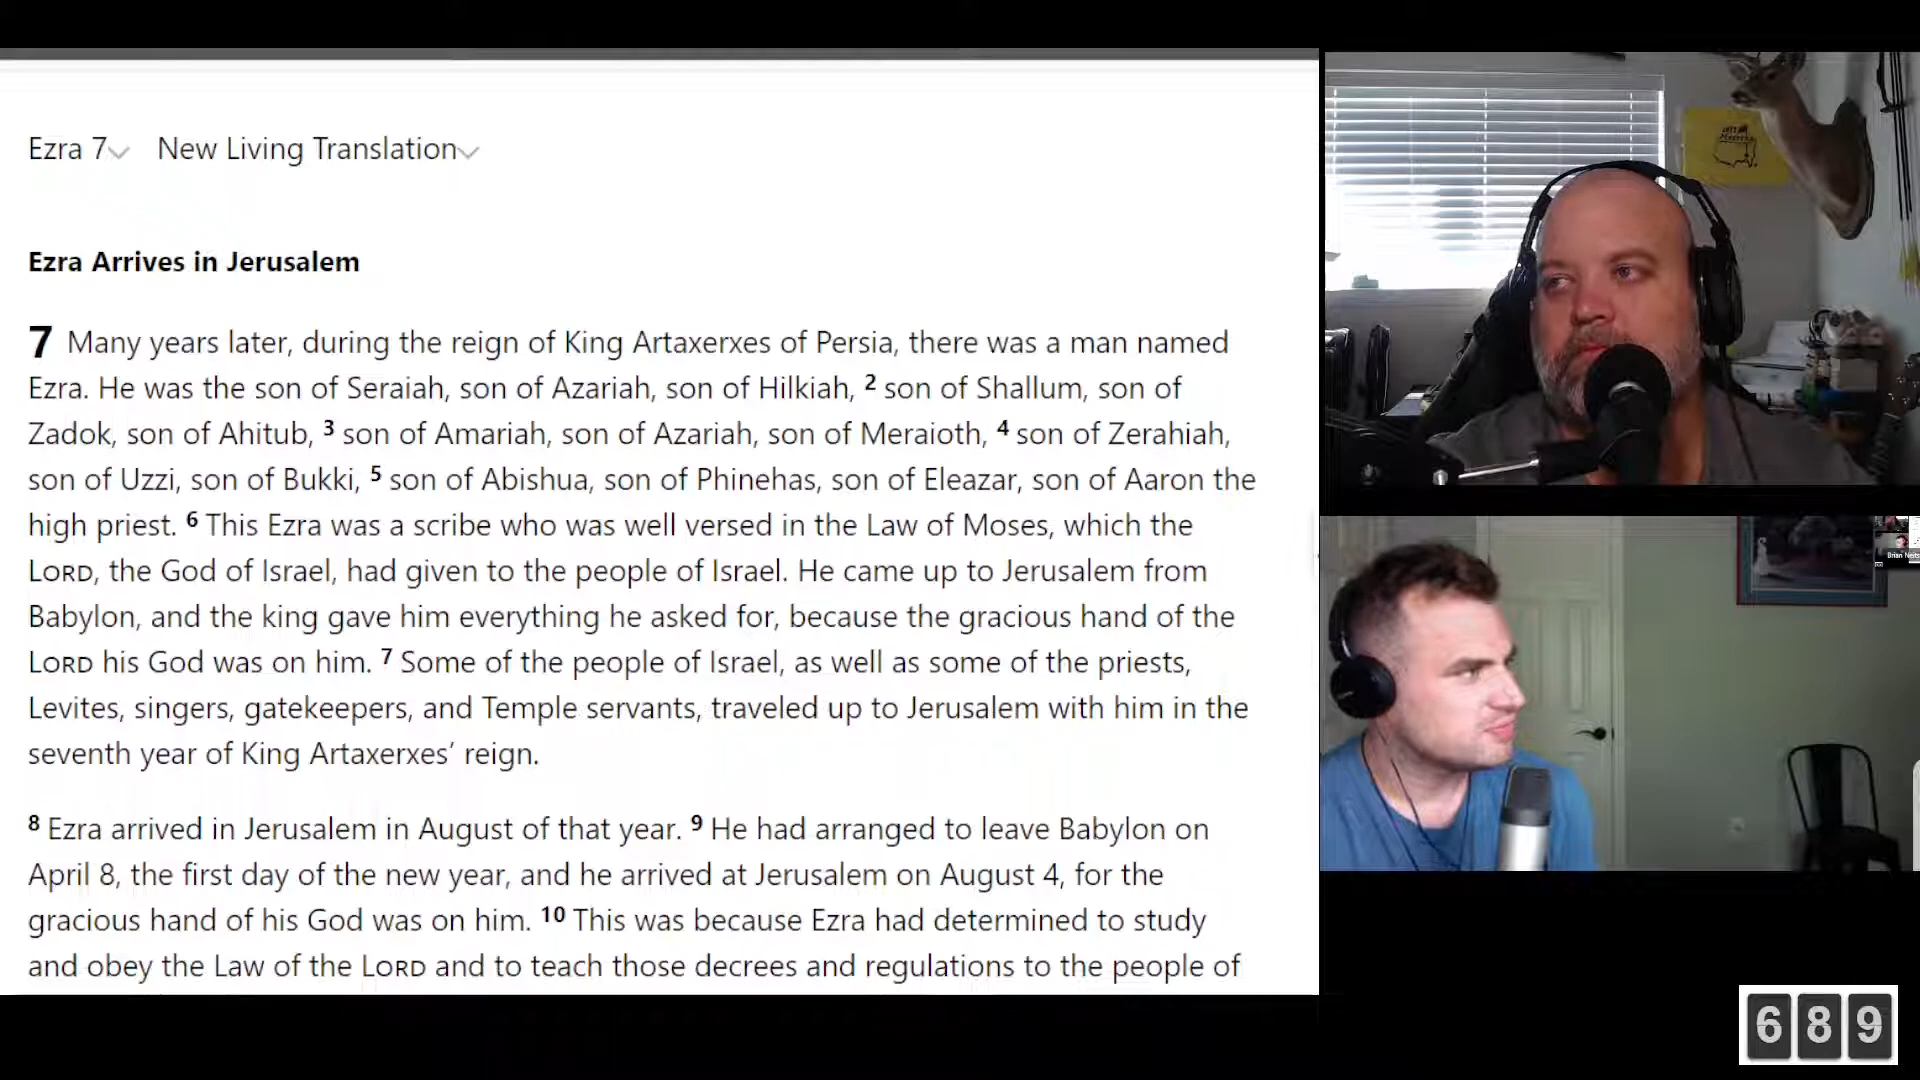 Ezra 7 New Living Translation
Ezra Arrives in Jerusalem
7 Many years later, during the reign of King Artaxerxes of Persia, there was a man named
Ezra. He was the son of Seraiah, son of Azariah, son of Hilkiah, 2 son of Shallum, son of
Zadok, son of Ahitub, 3 son of Amariah, son of Azariah, son of Meraioth, 4 son of Zerahiah,
son of Uzzi, son of Bukki, 5 son of Abishua, son of Phinehas, son of Eleazar, son of Aaron the
high priest. 6 This Ezra was a scribe who was well versed in the Law of Moses, which the
LORD, the God of Israel, had given to the people of Israel. He came up to Jerusalem from
Babylon, and the king gave him everything he asked for, because the gracious hand of the
LORD his God was on him. 7 Some of the people of Israel, as well as some of the priests,
Levites, singers, gatekeepers, and Temple servants, traveled up to Jerusalem with him in the
seventh year of King Artaxerxes’ reign.
8 Ezra arrived in Jerusalem in August of that year. 9 He had arranged to leave Babylon on
April 8, the first day of the new year, and he arrived at Jerusalem on August 4, for the
gracious hand of his God was on him. 10 This was because Ezra had determined to study
and obey the Law of the LORD and to teach those decrees and regulations to the people of
Brian
689